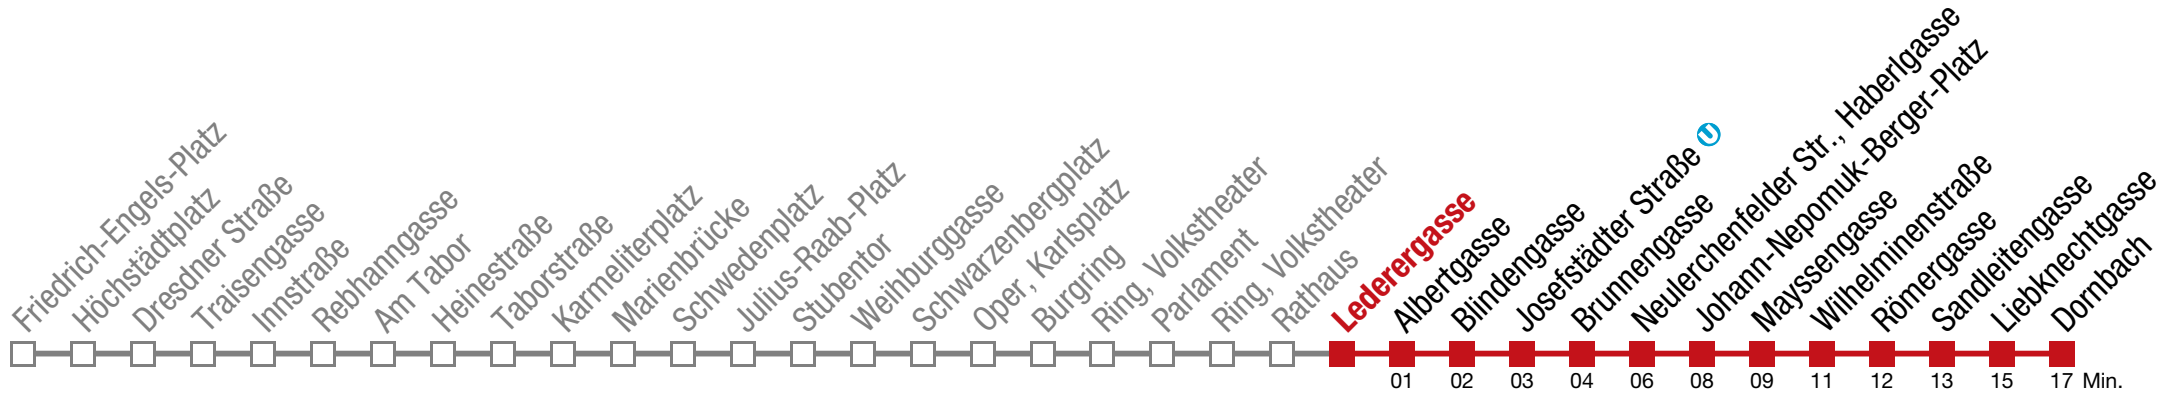 Friedrich-Engels-Platz
Höchstädtplatz
Dresdner Straße
Traisengasse
Innstraße
Rebhanngasse
Am Tabor
Heinestraße
Taborstraße
Karmeliterplatz
Marienbrücke
Schwedenplatz
Julius-Raab-Platz
Stubentor
Weihburggasse
Schwarzenbergplatz
Oper, Karlsplatz
Burgring
Ring, Volkstheater
Parlament
Ring, Volkstheater
Rathaus
Lederergasse
Albertgasse
Blindengasse
Josefstädter Straße U
Brunnengasse
Neulerchenfelder Str., Haberlgasse
Johann-Nepomuk-Berger-Platz
Mayssengasse
Wilhelminenstraße
Römergasse
Sandleitengasse
Liebknechtgasse
Dornbach
01 02 03 04 06 08 09 11 12 13 15 17 Min.